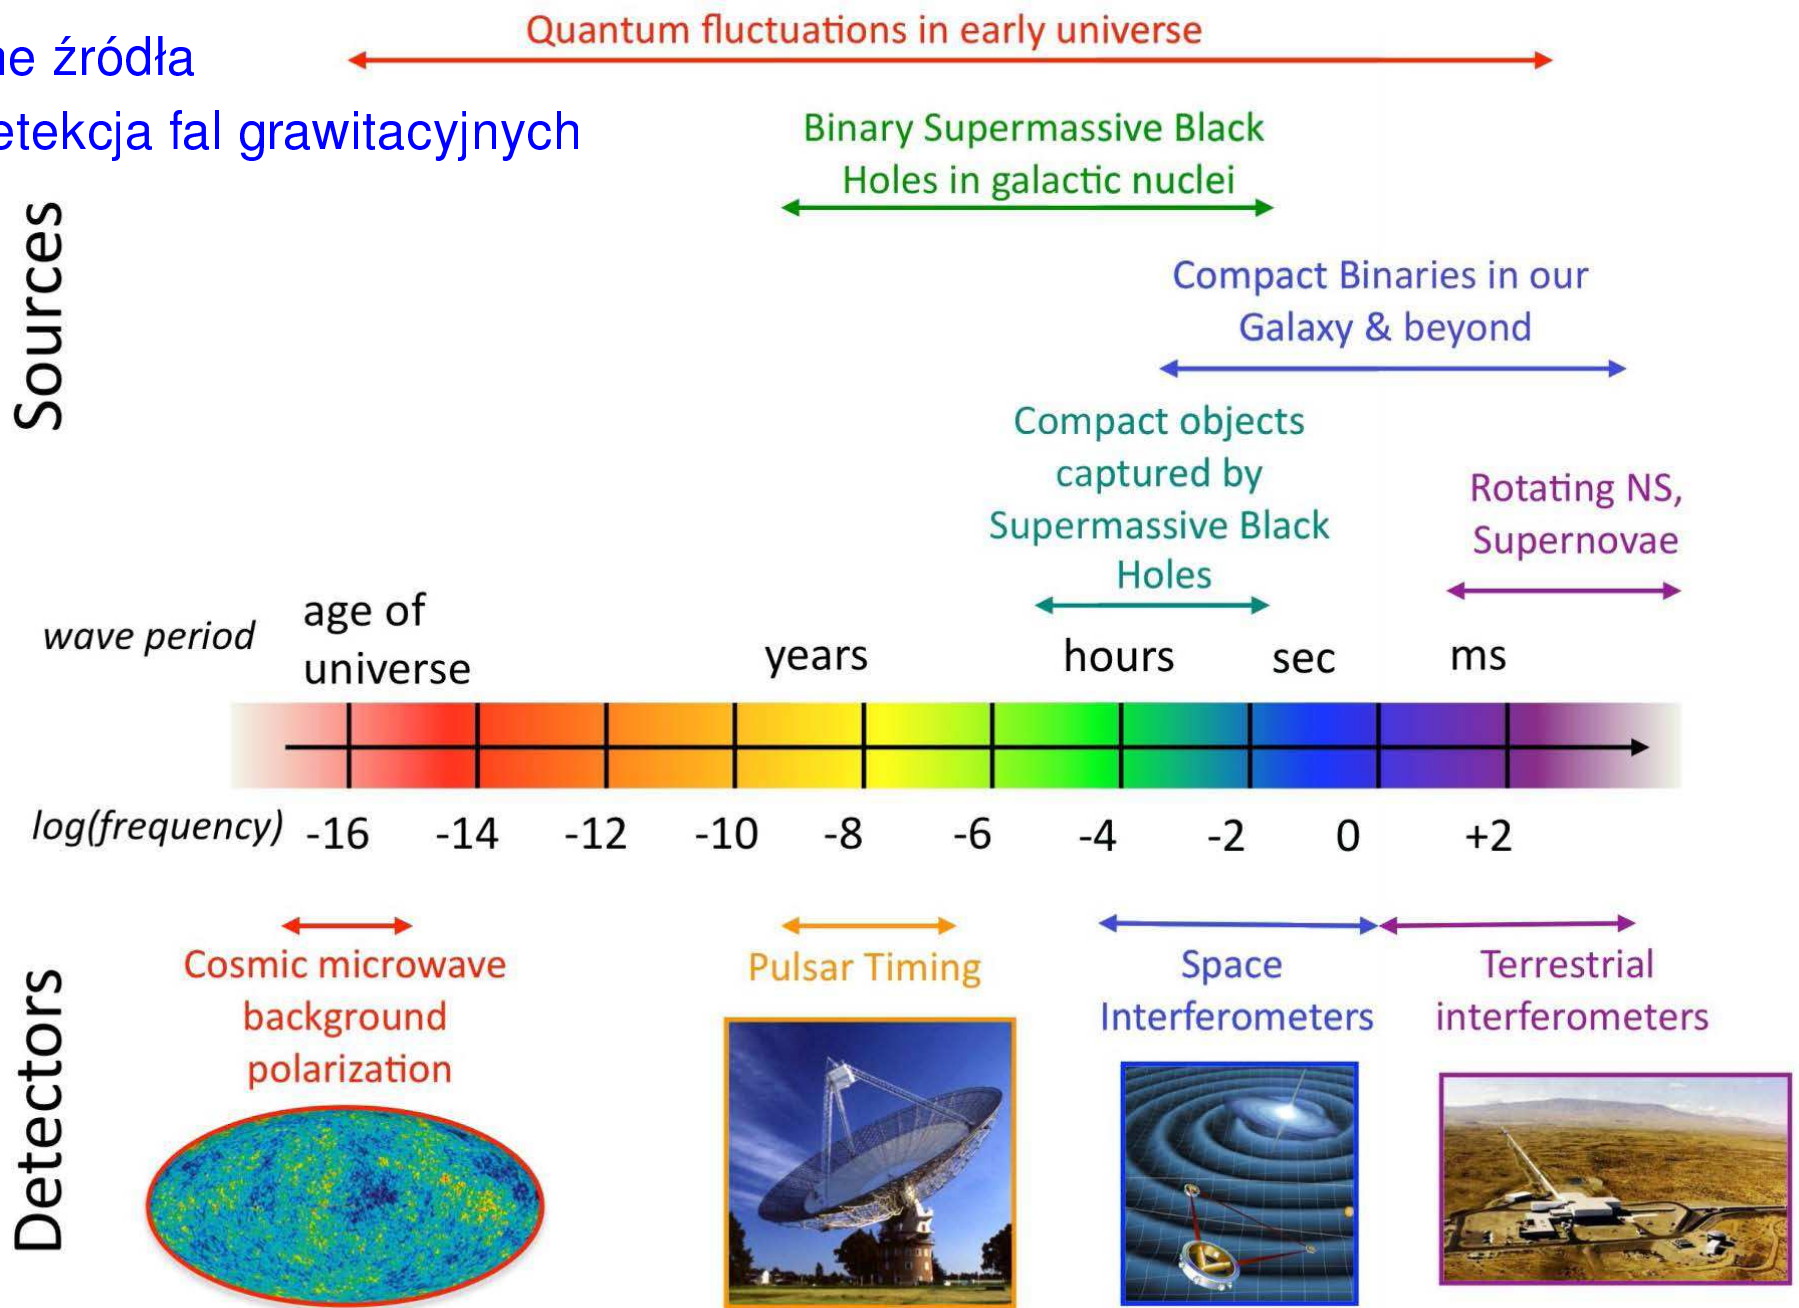 Quantum fluctuations in early universe
źródła
fal grawitacyjnych
Binary Supermassive Black
Holes in galactic nuclei
Sources
Compact Binaries in our
Galaxy & beyond
Compact objects
captured by
Supermassive Black
Holes
Rotating NS,
Supernovae
wave period
age of
universe
years
hours
sec
ms
log(frequency)
-16 -14 -12 -10 -8 -6 -4 -2 0 +2
Detectors
Cosmic microwave
background
polarization
Pulsar Timing
Space
Interferometers
Terrestrial
interferometers